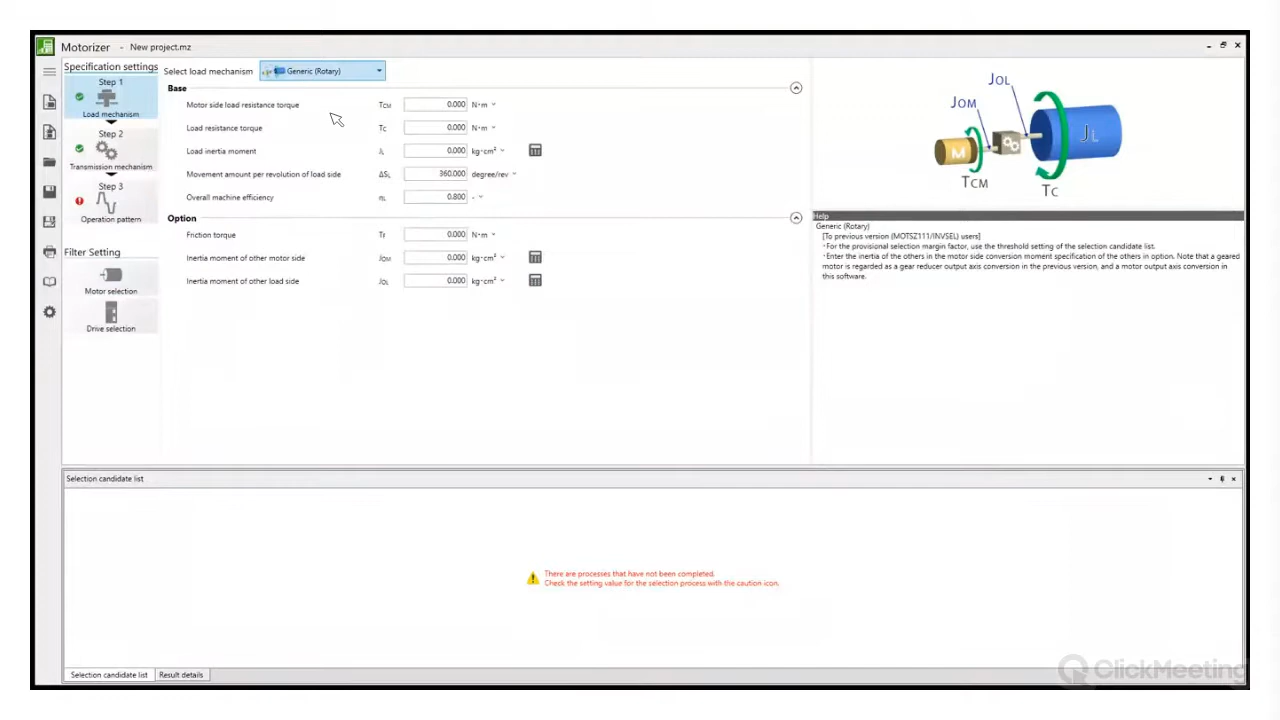 Motorizer - New project.mz
Specification settings
Step 1
Load mechanism
Step 2
Transmission mechanism
Step 3
Operation pattern
Filter Setting
Motor selection
Drive selection
Select load mechanism Generic (Rotary)
Base
Motor side load resistance torque TCM 0.000 N·m
Load resistance torque TC 0.000 N·m
Load inertia moment JL 0.000 kg·cm²
Movement amount per revolution of load side ΔSL 360.000 degree/rev
Overall machine efficiency ηL 0.800 -
Option
Friction torque Tf 0.000 N·m
Inertia moment of other motor side JOM 0.000 kg·cm²
Inertia moment of other load side JOL 0.000 kg·cm²
JOL
JOM
M
JL
TCM
TC
Help
Generic (Rotary)
[To previous version (MOTSZ111/INVSEL) users]
·For the provisional selection margin factor, use the threshold setting of the selection candidate list.
·Enter the inertia of the others in the motor side conversion moment specification of the others in option. Note that a geared
motor is regarded as a gear reducer output axis conversion in the previous version, and a motor output axis conversion in
this software.
Selection candidate list
There are processes that have not been completed.
Check the setting value for the selection process with the caution icon.
Selection candidate list Result details
ClickMeeting